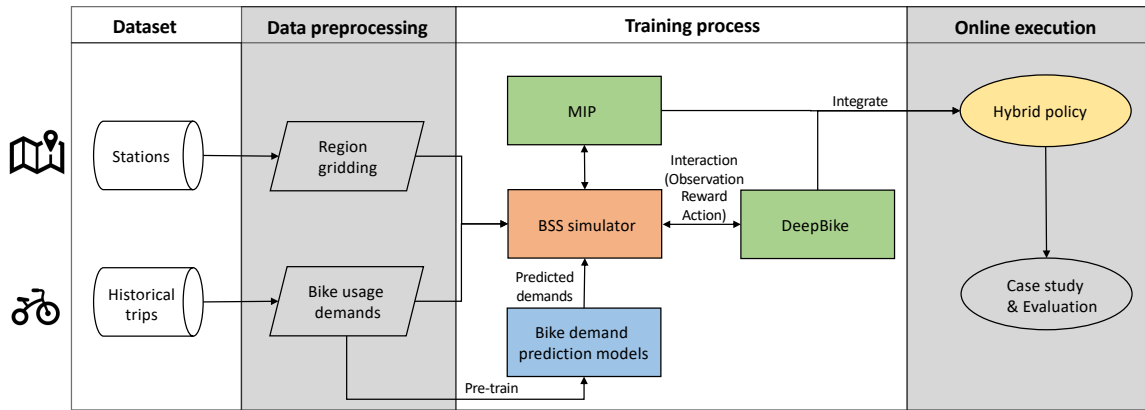 Dataset
Data preprocessing
Training process
Online execution
Stations
Region
gridding
MIP
Integrate
Hybrid policy
Interaction
(Observation
Reward
Action)
BSS simulator
DeepBike
Historical
trips
Bike usage
demands
Predicted
demands
Case study
& Evaluation
Bike demand
prediction models
Pre-train